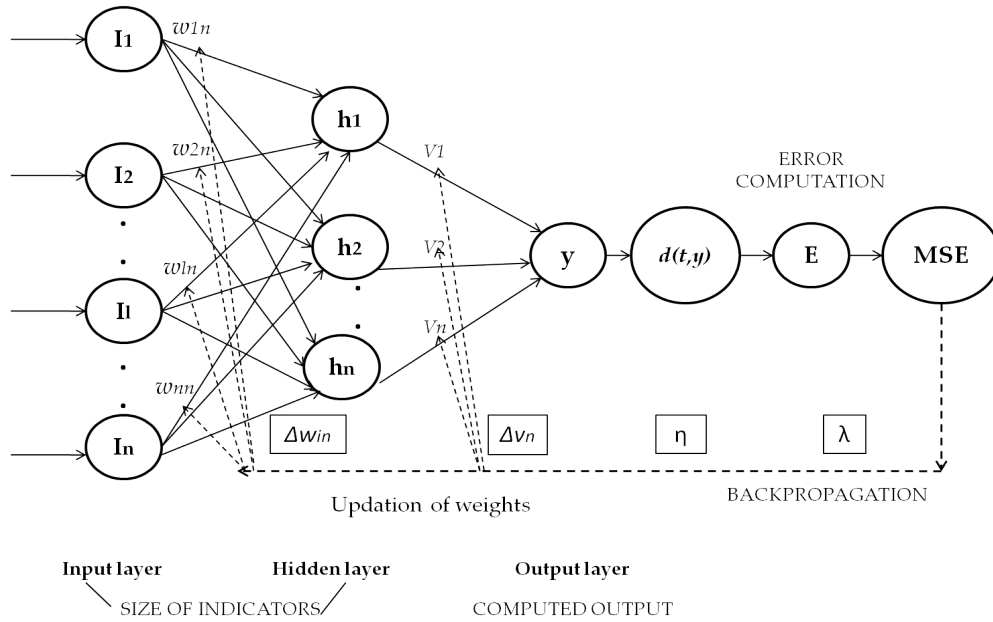 I1
w1n
h1
w2n
V1
ERROR
COMPUTATION
I2
h2
V2
y
d(t,y)
E
MSE
wln
Il
Vn
hn
wnn
In
Δwin
Δvn
η
λ
Updation of weights
BACKPROPAGATION
Input layer
Hidden layer
Output layer
SIZE OF INDICATORS
COMPUTED OUTPUT